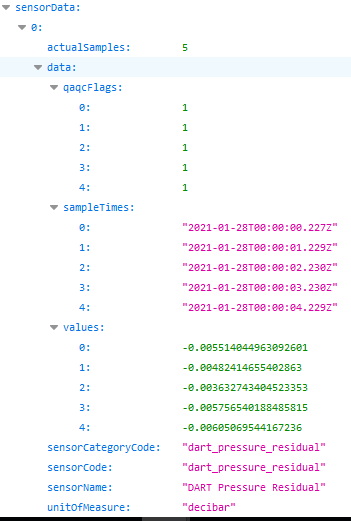 sensorData:
0:
actualSamples: 5
data:
qaqcFlags:
0: 1
1: 1
2: 1
3: 1
4: 1
sampleTimes:
0: "2021-01-28T00:00:00.227Z"
1: "2021-01-28T00:00:01.229Z"
2: "2021-01-28T00:00:02.230Z"
3: "2021-01-28T00:00:03.230Z"
4: "2021-01-28T00:00:04.229Z"
values:
0: -0.005514044963092601
1: -0.00482414655402863
2: -0.003632743404523353
3: -0.00576540188485815
4: -0.00605069544167236
sensorCategoryCode: "dart_pressure_residual"
sensorCode: "dart_pressure_residual"
sensorName: "DART Pressure Residual"
unitOfMeasure: "decibar"